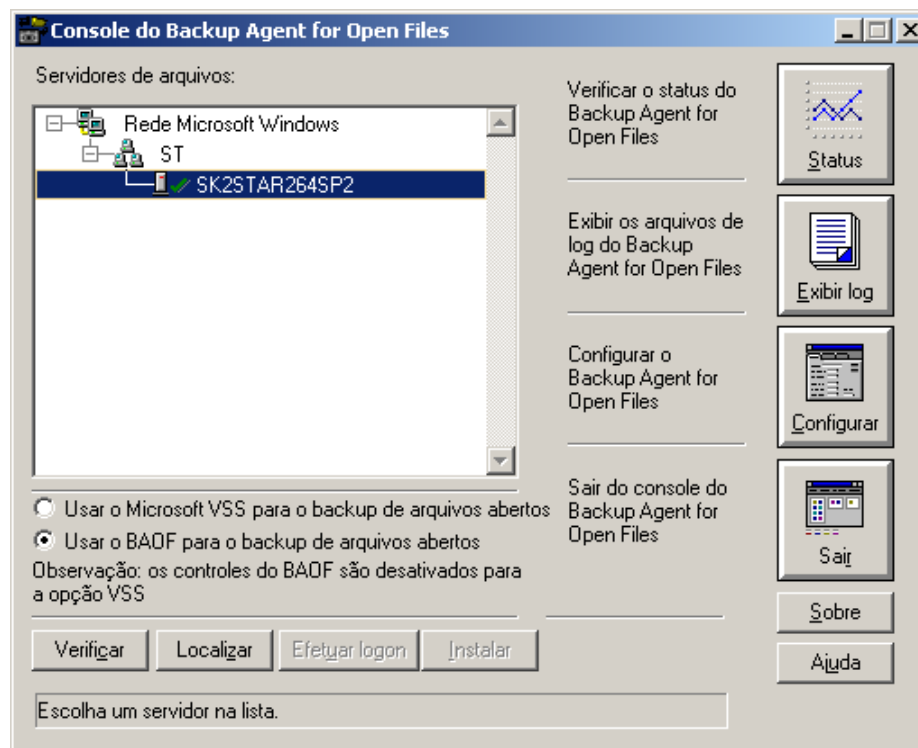 Console do Backup Agent for Open Files
Servidores de arquivos:
Rede Microsoft Windows
ST
SK2STAR264SP2
Usar o Microsoft VSS para o backup de arquivos abertos
Usar o BAOF para o backup de arquivos abertos
Observação: os controles do BAOF são desativados para
a opção VSS
Verificar
Localizar
Efetuar logon
Instalar
Escolha um servidor na lista.
Verificar o status do
Backup Agent for
Open Files
Status
Exibir os arquivos de
log do Backup
Agent for Open Files
Exibir log
Configurar o
Backup Agent for
Open Files
Configurar
Sair do console do
Backup Agent for
Open Files
Sair
Sobre
Ajuda